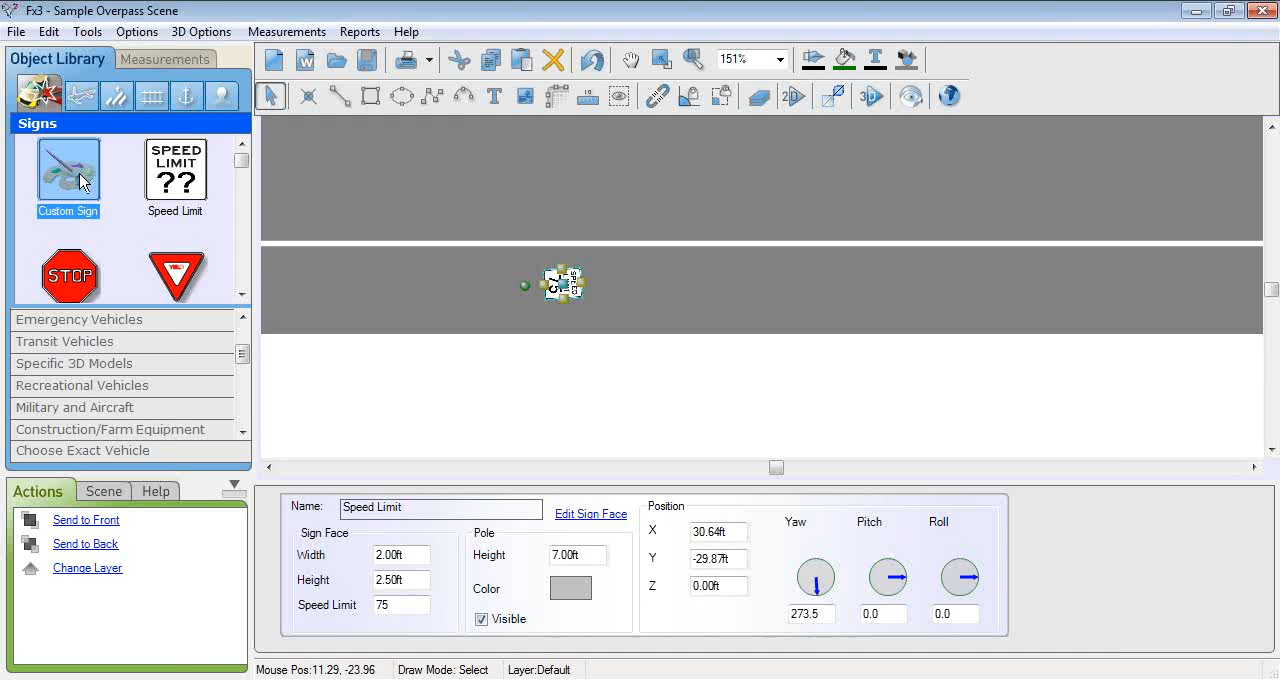 Fx3 - Sample Overpass Scene
File Edit Tools Options 3D Options Measurements Reports Help
Object Library Measurements
151%
Signs
SPEED
LIMIT
??
Custom Sign Speed Limit
STOP
YIELD
SPEED
75
Emergency Vehicles
Transit Vehicles
Specific 3D Models
Recreational Vehicles
Military and Aircraft
Construction/Farm Equipment
Choose Exact Vehicle
Actions Scene Help
Send to Front
Send to Back
Change Layer
Name: Speed Limit Edit Sign Face
Sign Face
Width 2.00ft
Height 2.50ft
Speed Limit 75
Pole
Height 7.00ft
Color
Visible
Position
X 30.64ft
Y -29.87ft
Z 0.00ft
Yaw Pitch Roll
273.5 0.0 0.0
Mouse Pos:11.29, -23.96 Draw Mode: Select Layer:Default